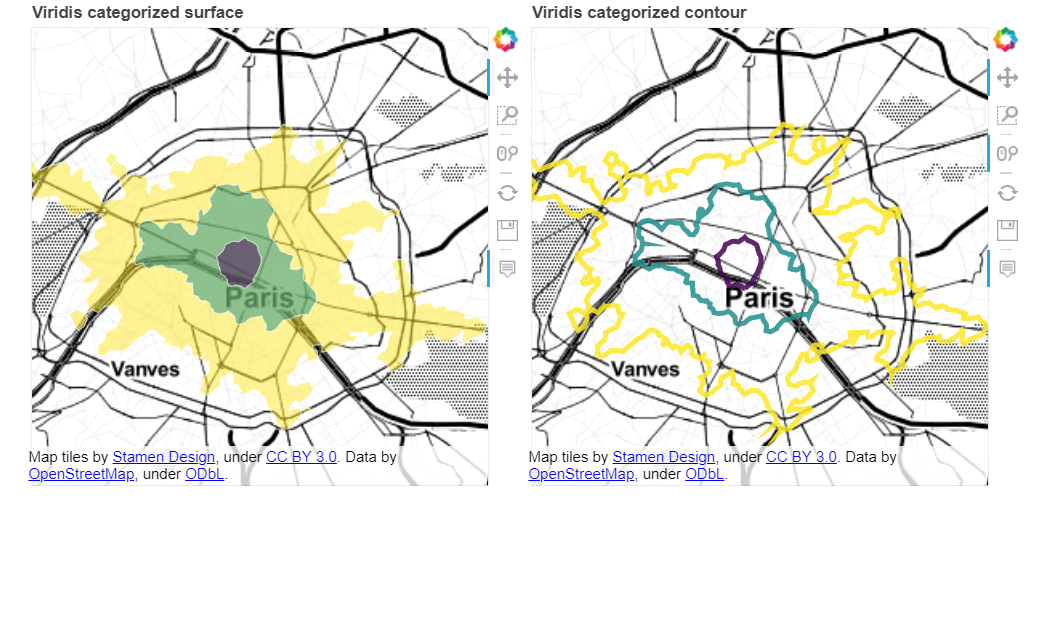 Viridis categorized surface
Viridis categorized contour
Paris
Vanves
Map tiles by Stamen Design, under CC BY 3.0. Data by
OpenStreetMap, under ODbL.
Paris
Vanves
Map tiles by Stamen Design, under CC BY 3.0. Data by
OpenStreetMap, under ODbL.